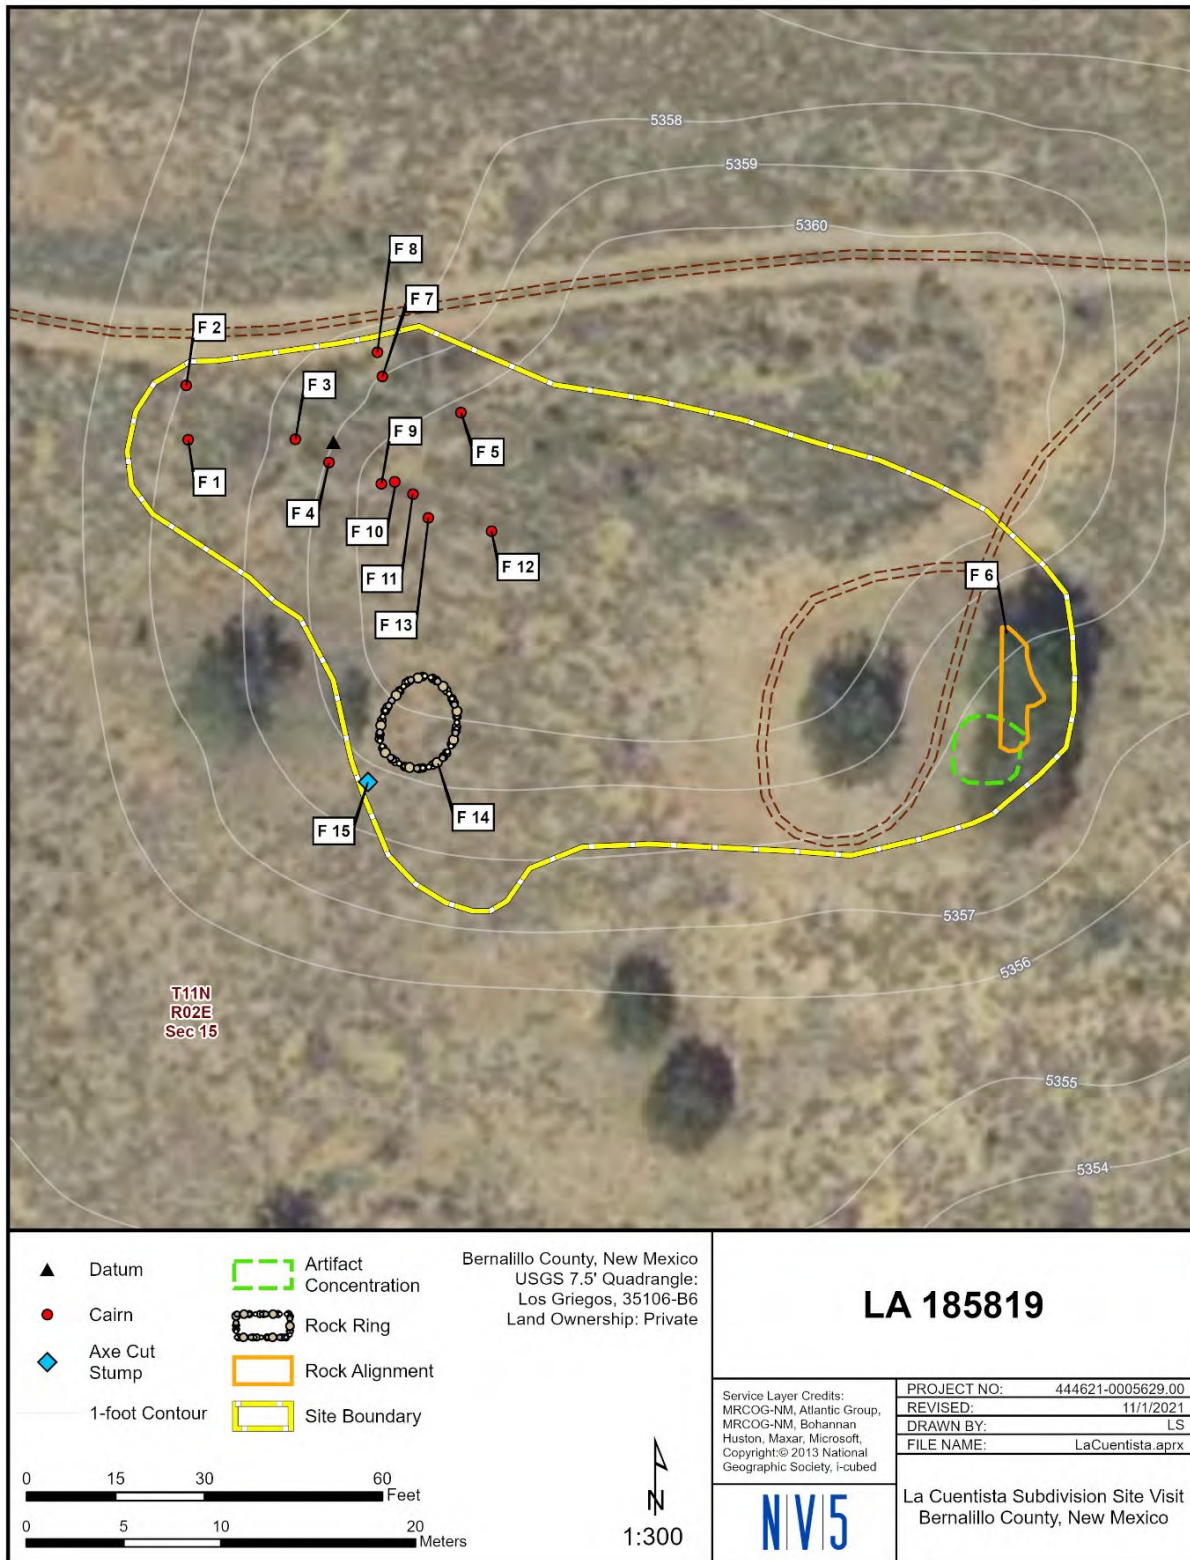 5358
5359
5360
F 8
F 7
F 2
F 3
F 9
F 5
F 1
F 4
F 10
F 12
F 11
F 6
F 13
F 14
F 15
5357
5356
T11N
R02E
Sec 15
5355
5354
Datum
Cairn
Axe Cut
Stump
1-foot Contour
Artifact
Concentration
Rock Ring
Rock Alignment
Site Boundary
Bernalillo County, New Mexico
USGS 7.5' Quadrangle:
Los Griegos, 35106-B6
Land Ownership: Private
0 15 30 60
Feet
0 5 10 20
Meters
N
1:300
LA 185819
Service Layer Credits:
MRCOG-NM, Atlantic Group,
MRCOG-NM, Bohannan
Huston, Maxar, Microsoft,
Copyright:© 2013 National
Geographic Society, i-cubed
NV5
PROJECT NO: 444621-0005629.00
REVISED: 11/1/2021
DRAWN BY: LS
FILE NAME: LaCuentista.aprx
La Cuentista Subdivision Site Visit
Bernalillo County, New Mexico